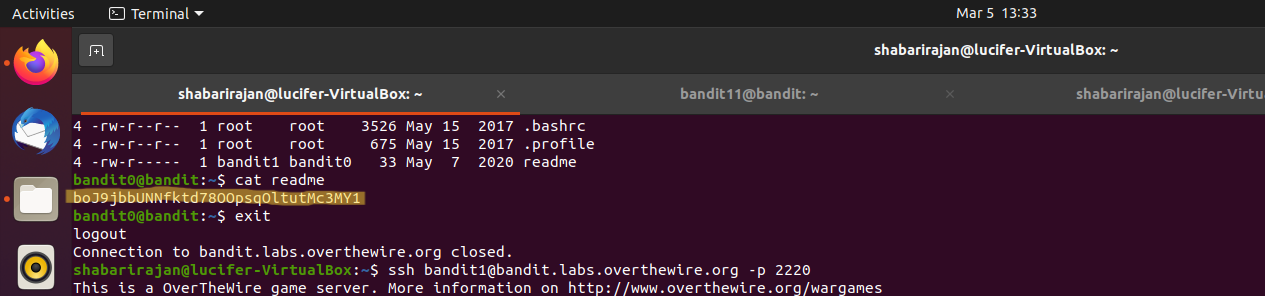 Activities Terminal Mar 5 13:33
shabarirajan@lucifer-VirtualBox: ~
shabarirajan@lucifer-VirtualBox: ~ × bandit11@bandit: ~ × shabarirajan@lucifer-Virtu
4 -rw-r--r-- 1 root root 3526 May 15 2017 .bashrc
4 -rw-r--r-- 1 root root 675 May 15 2017 .profile
4 -rw-r----- 1 bandit1 bandit0 33 May 7 2020 readme
bandit0@bandit:~$ cat readme
boJ9jbbUNNfktd78OOpsqOltutMc3MY1
bandit0@bandit:~$ exit
logout
Connection to bandit.labs.overthewire.org closed.
shabarirajan@lucifer-VirtualBox:~$ ssh bandit1@bandit.labs.overthewire.org -p 2220
This is a OverTheWire game server. More information on http://www.overthewire.org/wargames